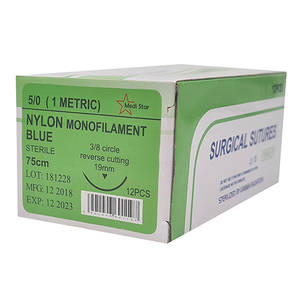 5/0 (1 METRIC)
Medi Star
NYLON MONOFILAMENT
BLUE
STERILE
75cm
3/8 circle
reverse cutting
19mm
LOT: 181228
MFG: 12 2018
EXP: 12 2023
12PCS
12PCS
SURGICAL SUTURES